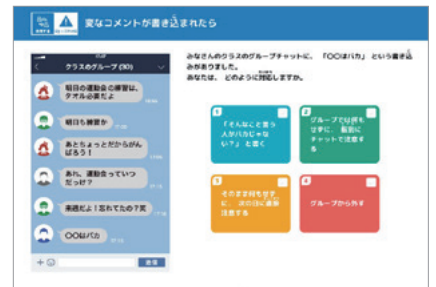 変なコメントが書き込まれたら
みなさんのクラスのグループチャットに、「〇〇はバカ」という書き込
みがありました。
あなたは、どのように対応しますか。
クラスのグループ(30)
明日の運動会の練習は、
タオル必要だよ
明日も練習か
あとちょっとだからがん
ばろう!
あれ、運動会っていつ
だっけ?
来週だよ!忘れてたの?笑
〇〇はバカ
送信
1
「そんなこと言う
人がバカじゃな
い?」と書く
2
グループでは何も
せずに、個別に
チャットで注意す
る
3
そのまま何もせず
に、次の日に直接
注意する
4
グループから外す